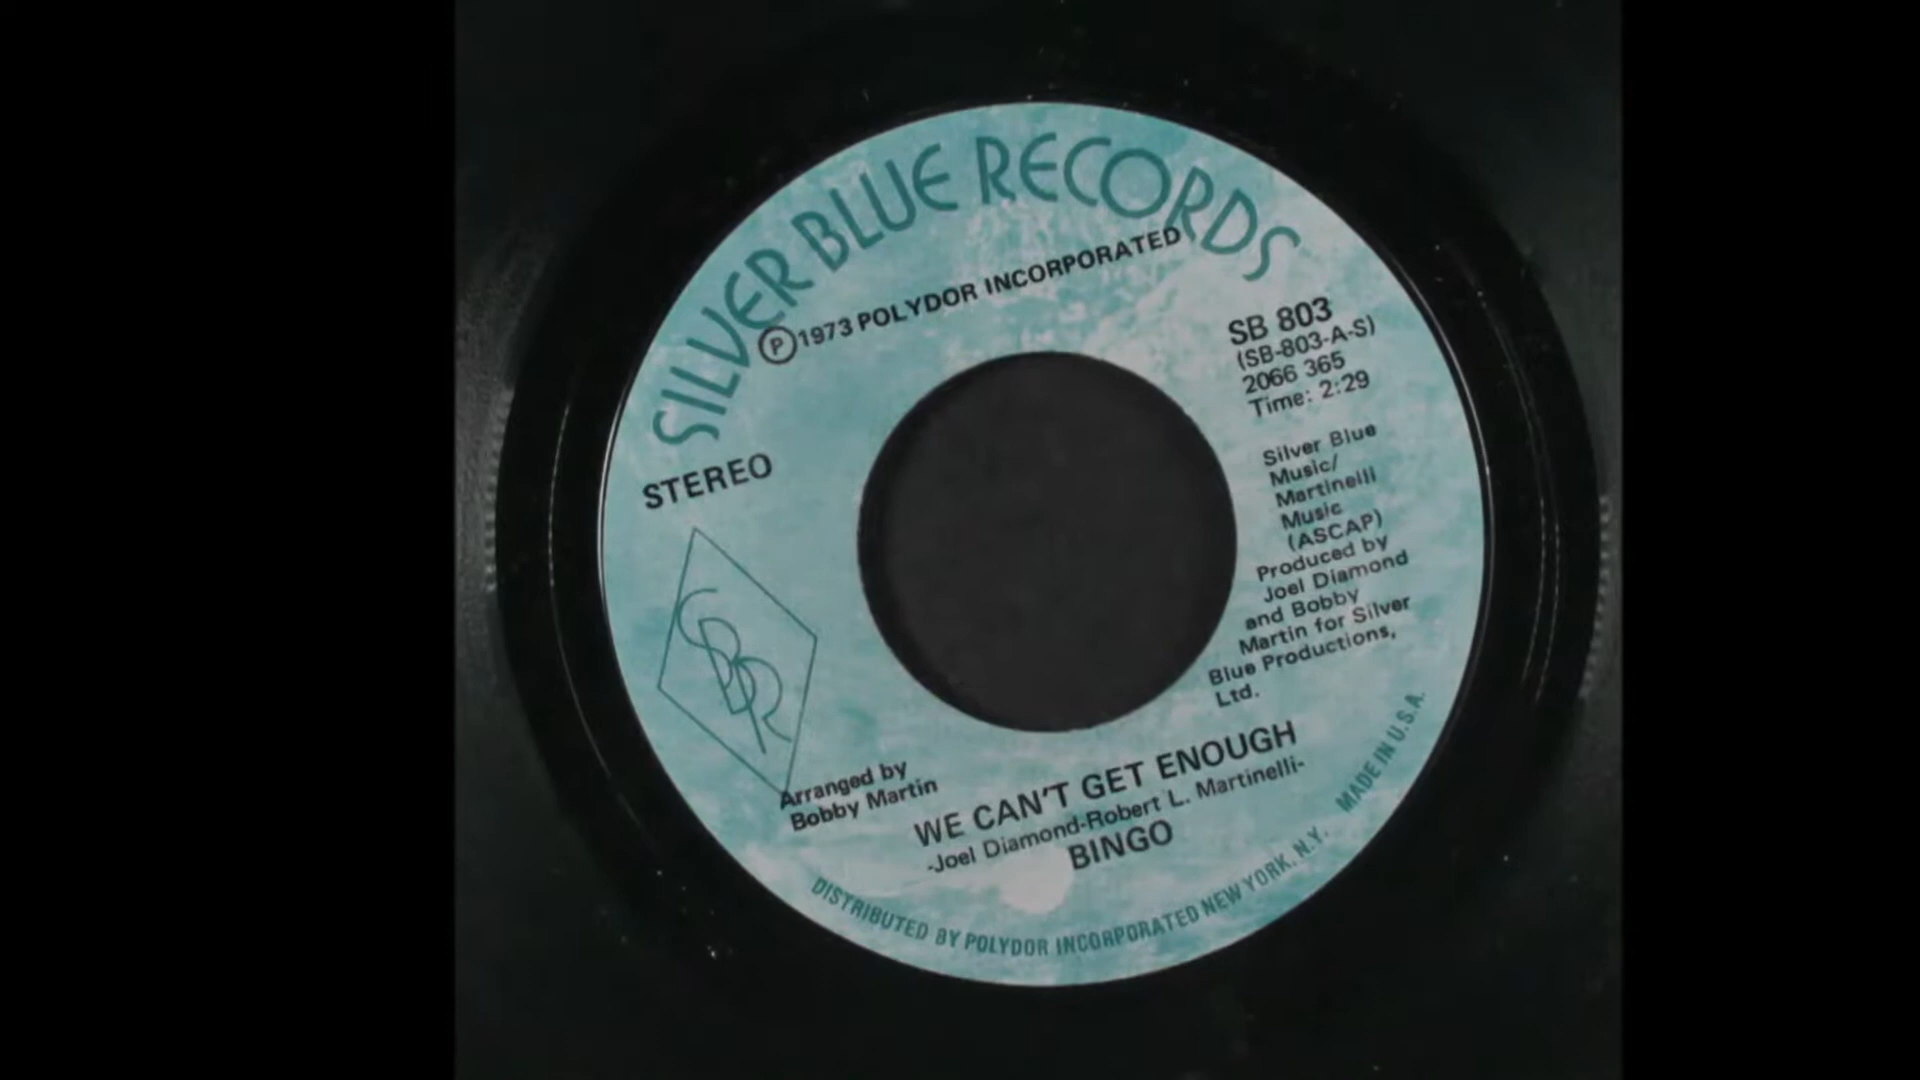 SILVER BLUE RECORDS
Ⓟ1973 POLYDOR INCORPORATED
SB 803
(SB-803-A-S)
2066 365
Time: 2:29
STEREO
Silver Blue
Music/
Martinelli
Music
(ASCAP)
Produced by
Joel Diamond
and Bobby
Martin for Silver
Blue Productions,
Ltd.
SBR
Arranged by
Bobby Martin
WE CAN'T GET ENOUGH
-Joel Diamond-Robert L. Martinelli-
BINGO
DISTRIBUTED BY POLYDOR INCORPORATED NEW YORK, N.Y. MADE IN U.S.A.